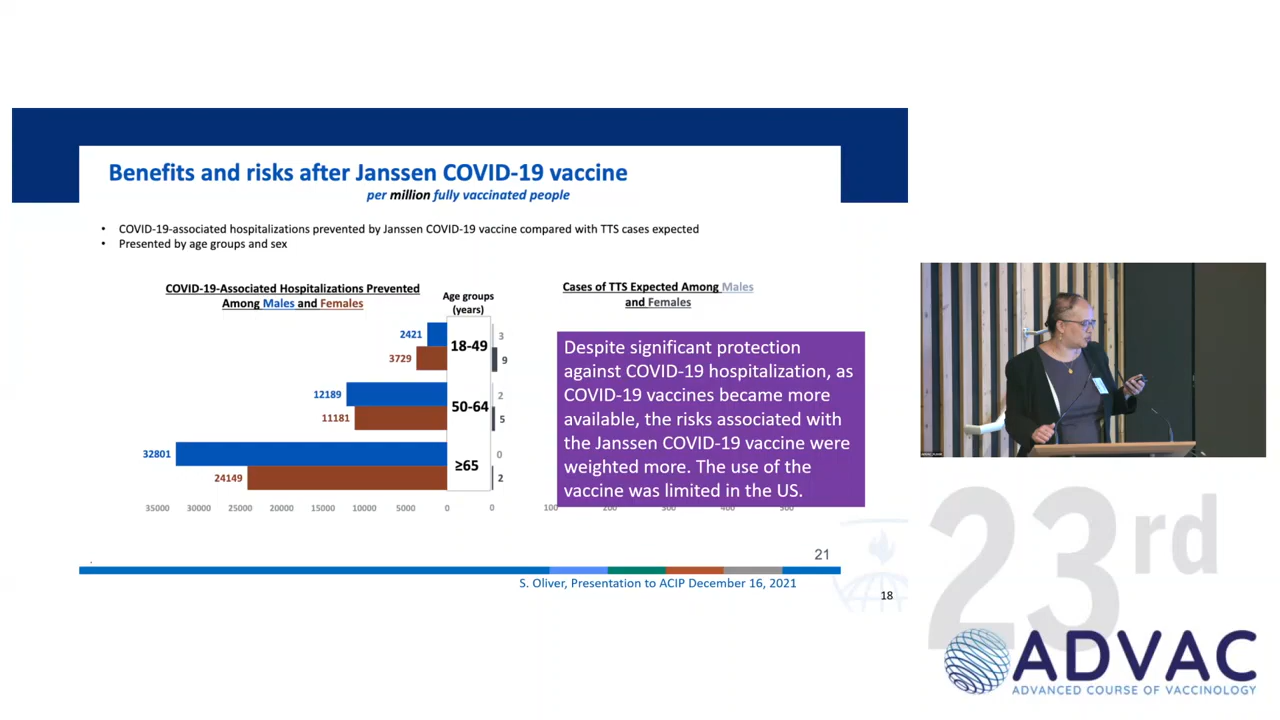 Benefits and risks after Janssen COVID-19 vaccine
per million fully vaccinated people
• COVID-19-associated hospitalizations prevented by Janssen COVID-19 vaccine compared with TTS cases expected
• Presented by age groups and sex
COVID-19-Associated Hospitalizations Prevented
Among Males and Females
Age groups
(years)
Cases of TTS Expected Among Males
and Females
2421
3729
18-49
3
9
12189
11181
50-64
2
5
32801
24149
≥65
0
2
35000 30000 25000 20000 15000 10000 5000 0
0 100 200 300 400 500
Despite significant protection
against COVID-19 hospitalization, as
COVID-19 vaccines became more
available, the risks associated with
the Janssen COVID-19 vaccine were
weighted more. The use of the
vaccine was limited in the US.
21
S. Oliver, Presentation to ACIP December 16, 2021
18
23rd
ADVAC
ADVANCED COURSE OF VACCINOLOGY